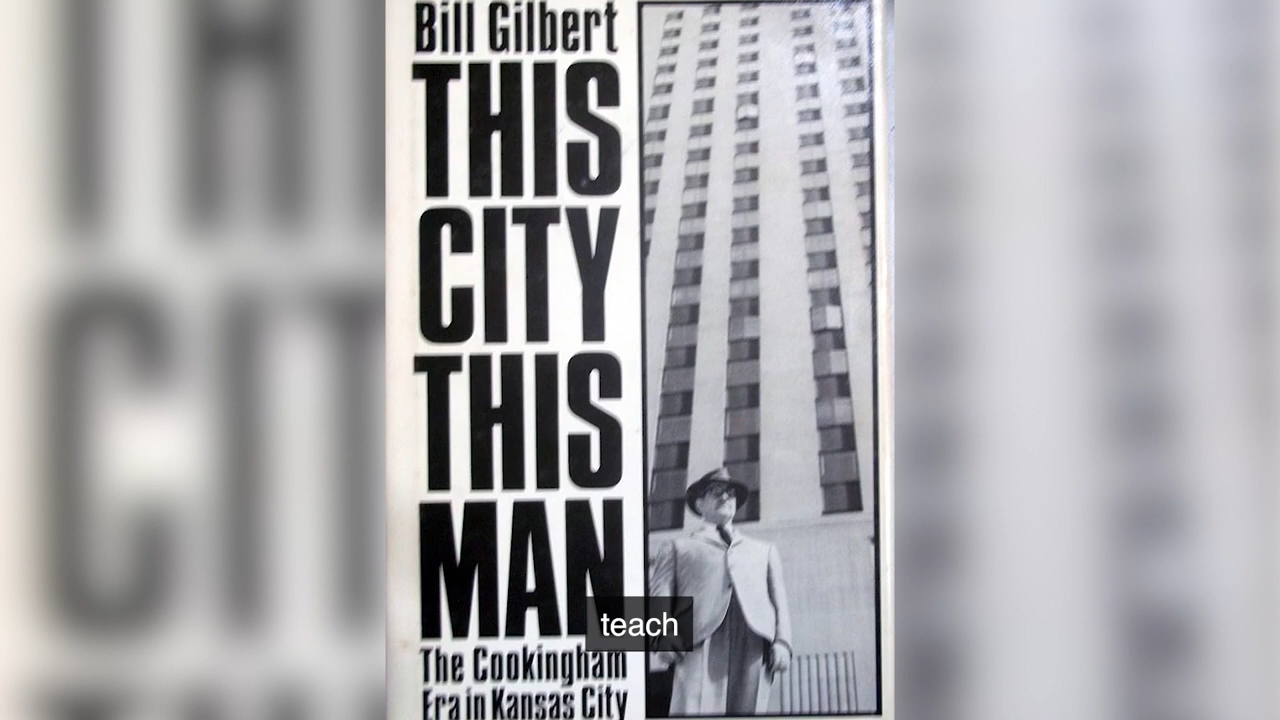 Bill Gilbert
THIS
CITY
THIS
MAN
teach
The Cookingham
Era in Kansas City